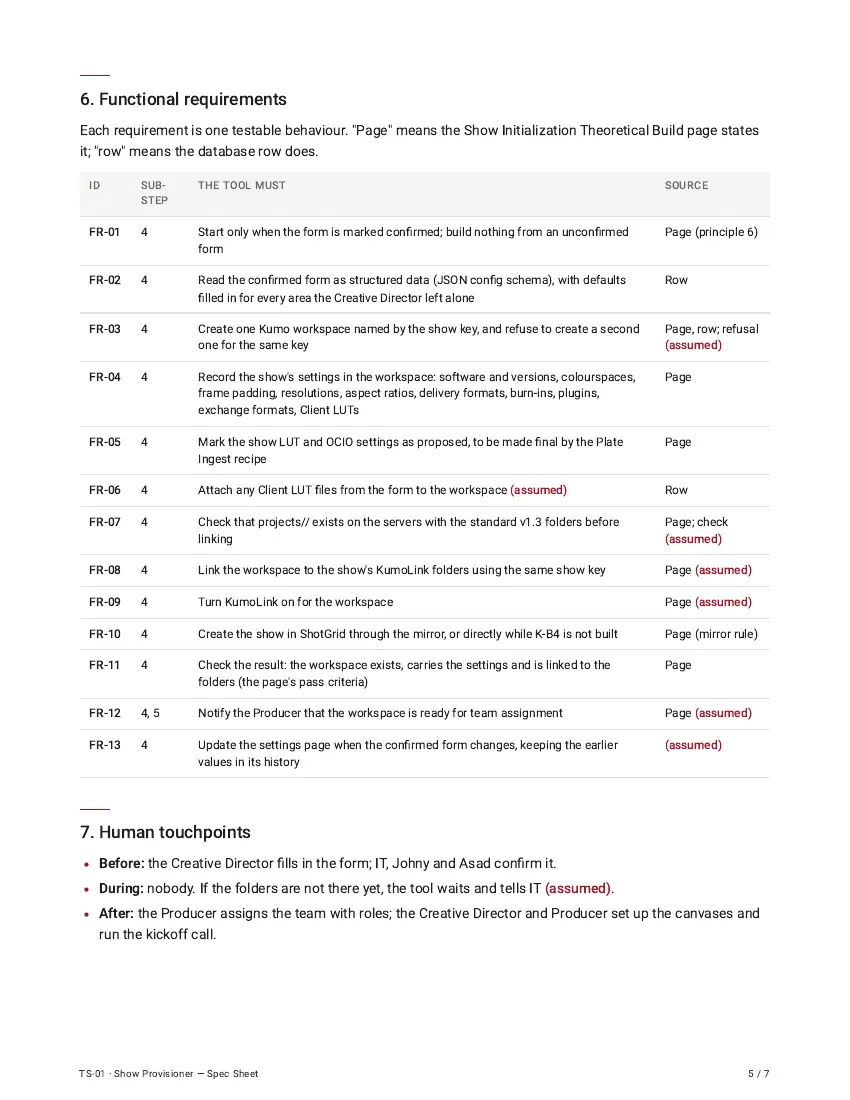 6. Functional requirements
Each requirement is one testable behaviour. "Page" means the Show Initialization Theoretical Build page states
it; "row" means the database row does.
ID SUB- THE TOOL MUST SOURCE
STEP
FR-01 4 Start only when the form is marked confirmed; build nothing from an unconfirmed Page (principle 6)
form
FR-02 4 Read the confirmed form as structured data (JSON config schema), with defaults Row
filled in for every area the Creative Director left alone
FR-03 4 Create one Kumo workspace named by the show key, and refuse to create a second Page, row; refusal
one for the same key (assumed)
FR-04 4 Record the show's settings in the workspace: software and versions, colourspaces, Page
frame padding, resolutions, aspect ratios, delivery formats, burn-ins, plugins,
exchange formats, Client LUTs
FR-05 4 Mark the show LUT and OCIO settings as proposed, to be made final by the Plate Page
Ingest recipe
FR-06 4 Attach any Client LUT files from the form to the workspace (assumed) Row
FR-07 4 Check that projects// exists on the servers with the standard v1.3 folders before Page; check
linking (assumed)
FR-08 4 Link the workspace to the show's KumoLink folders using the same show key Page (assumed)
FR-09 4 Turn KumoLink on for the workspace Page (assumed)
FR-10 4 Create the show in ShotGrid through the mirror, or directly while K-B4 is not built Page (mirror rule)
FR-11 4 Check the result: the workspace exists, carries the settings and is linked to the Page
folders (the page's pass criteria)
FR-12 4, 5 Notify the Producer that the workspace is ready for team assignment Page (assumed)
FR-13 4 Update the settings page when the confirmed form changes, keeping the earlier (assumed)
values in its history
7. Human touchpoints
• Before: the Creative Director fills in the form; IT, Johny and Asad confirm it.
• During: nobody. If the folders are not there yet, the tool waits and tells IT (assumed).
• After: the Producer assigns the team with roles; the Creative Director and Producer set up the canvases and
run the kickoff call.
TS-01 · Show Provisioner — Spec Sheet 5 / 7